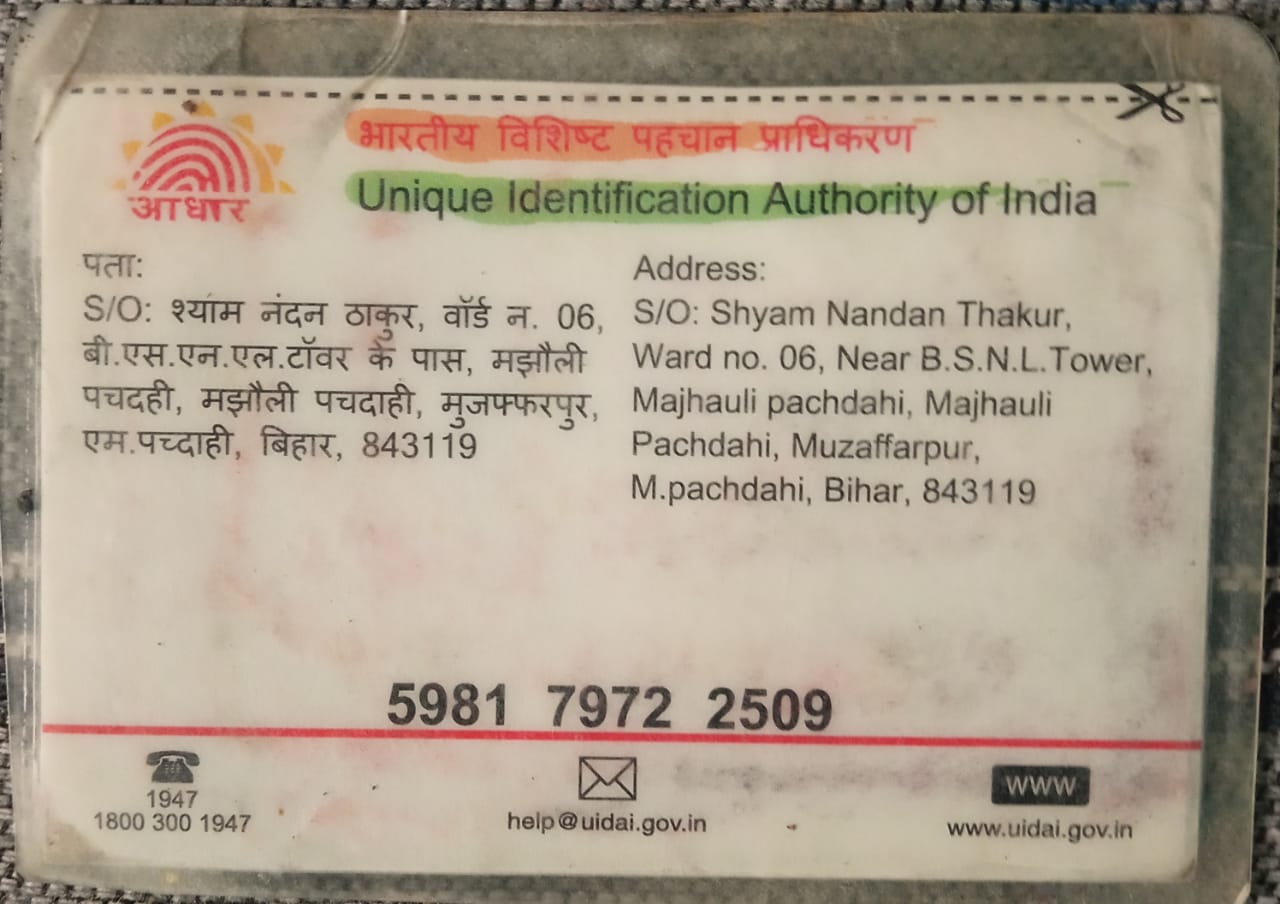 भारतीय विशिष्ट पहचान प्राधिकरण
Unique Identification Authority of India
आधार
पता:
S/O: श्याम नंदन ठाकुर, वॉर्ड न. 06,
बी.एस.एन.एल.टॉवर के पास, मझौली
पचदही, मझौली पचदाही, मुजफ्फरपुर,
एम.पच्दाही, बिहार, 843119
Address:
S/O: Shyam Nandan Thakur,
Ward no. 06, Near B.S.N.L.Tower,
Majhauli pachdahi, Majhauli
Pachdahi, Muzaffarpur,
M.pachdahi, Bihar, 843119
5981 7972 2509
1947
1800 300 1947
help@uidai.gov.in
www
www.uidai.gov.in